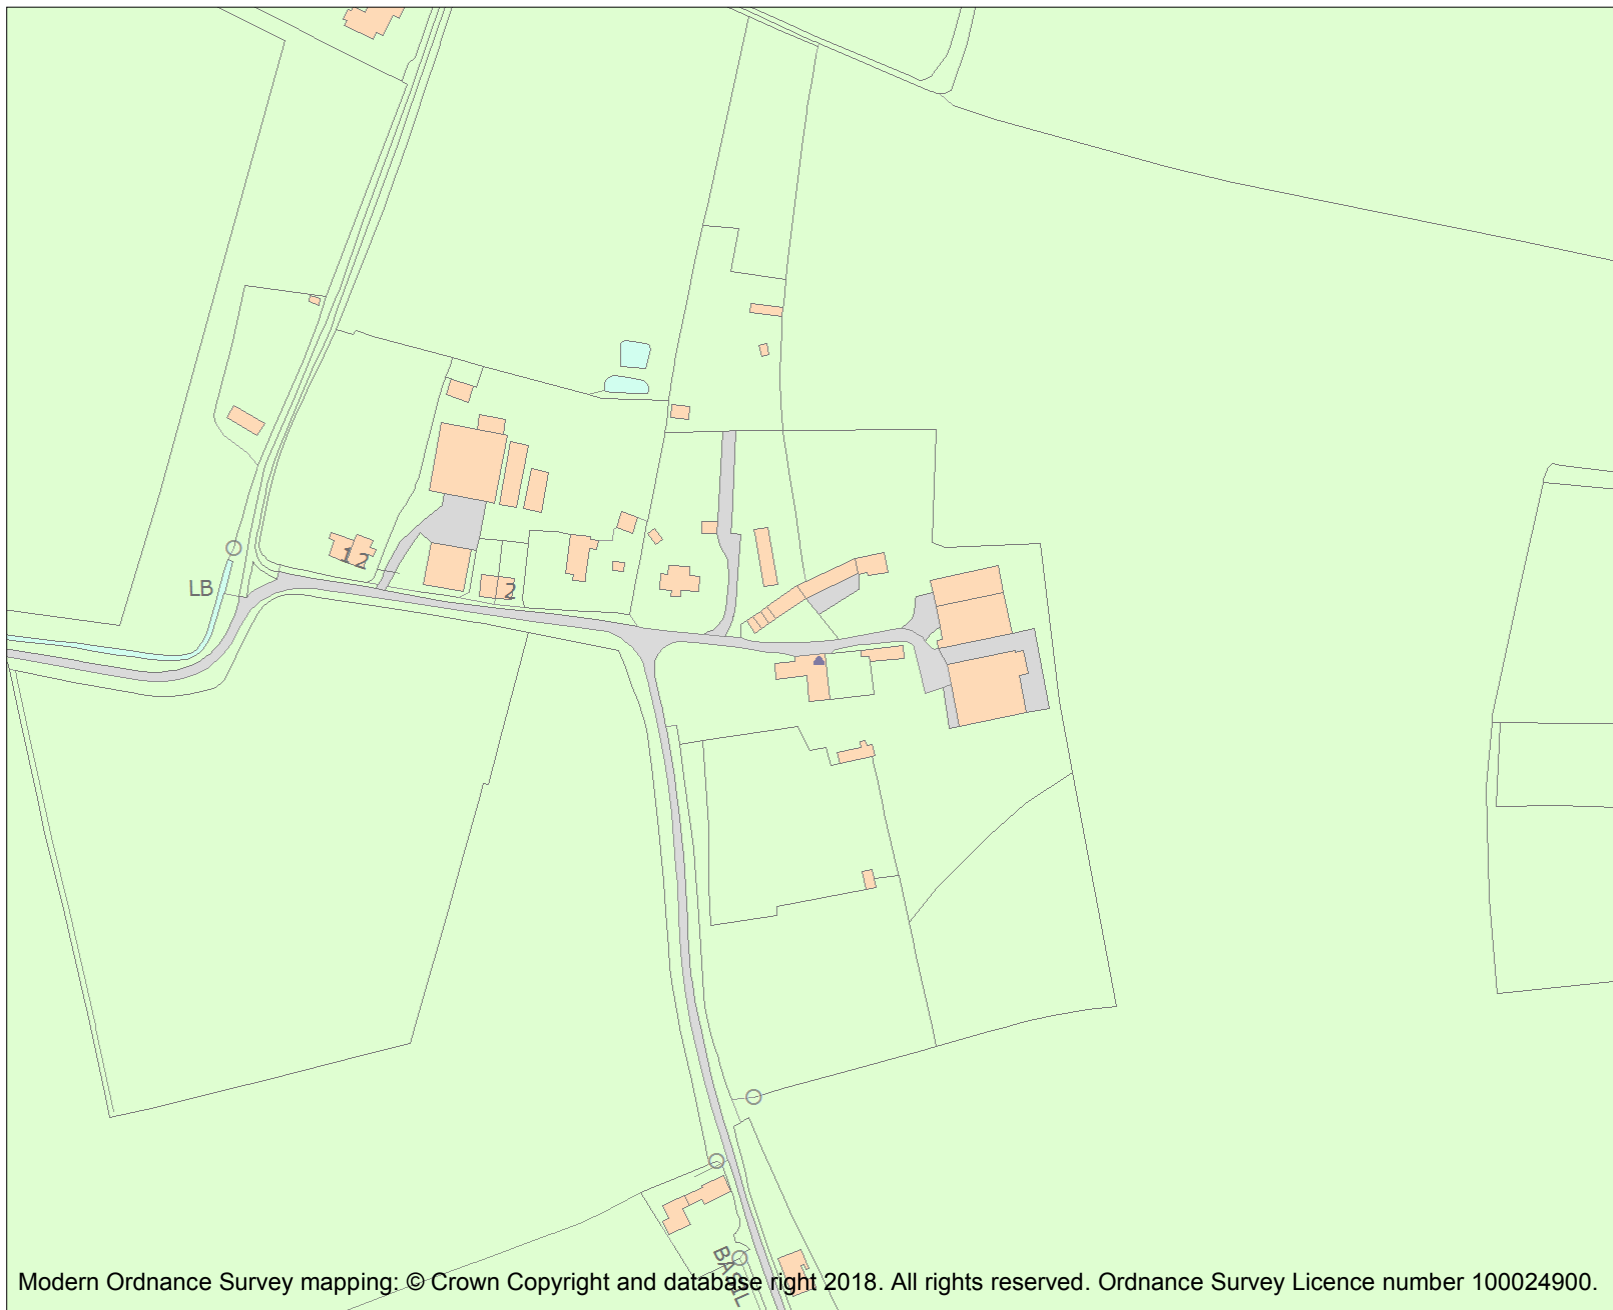 12
LB
2
Modern Ordnance Survey mapping: © Crown Copyright and database right 2018. All rights reserved. Ordnance Survey Licence number 100024900.